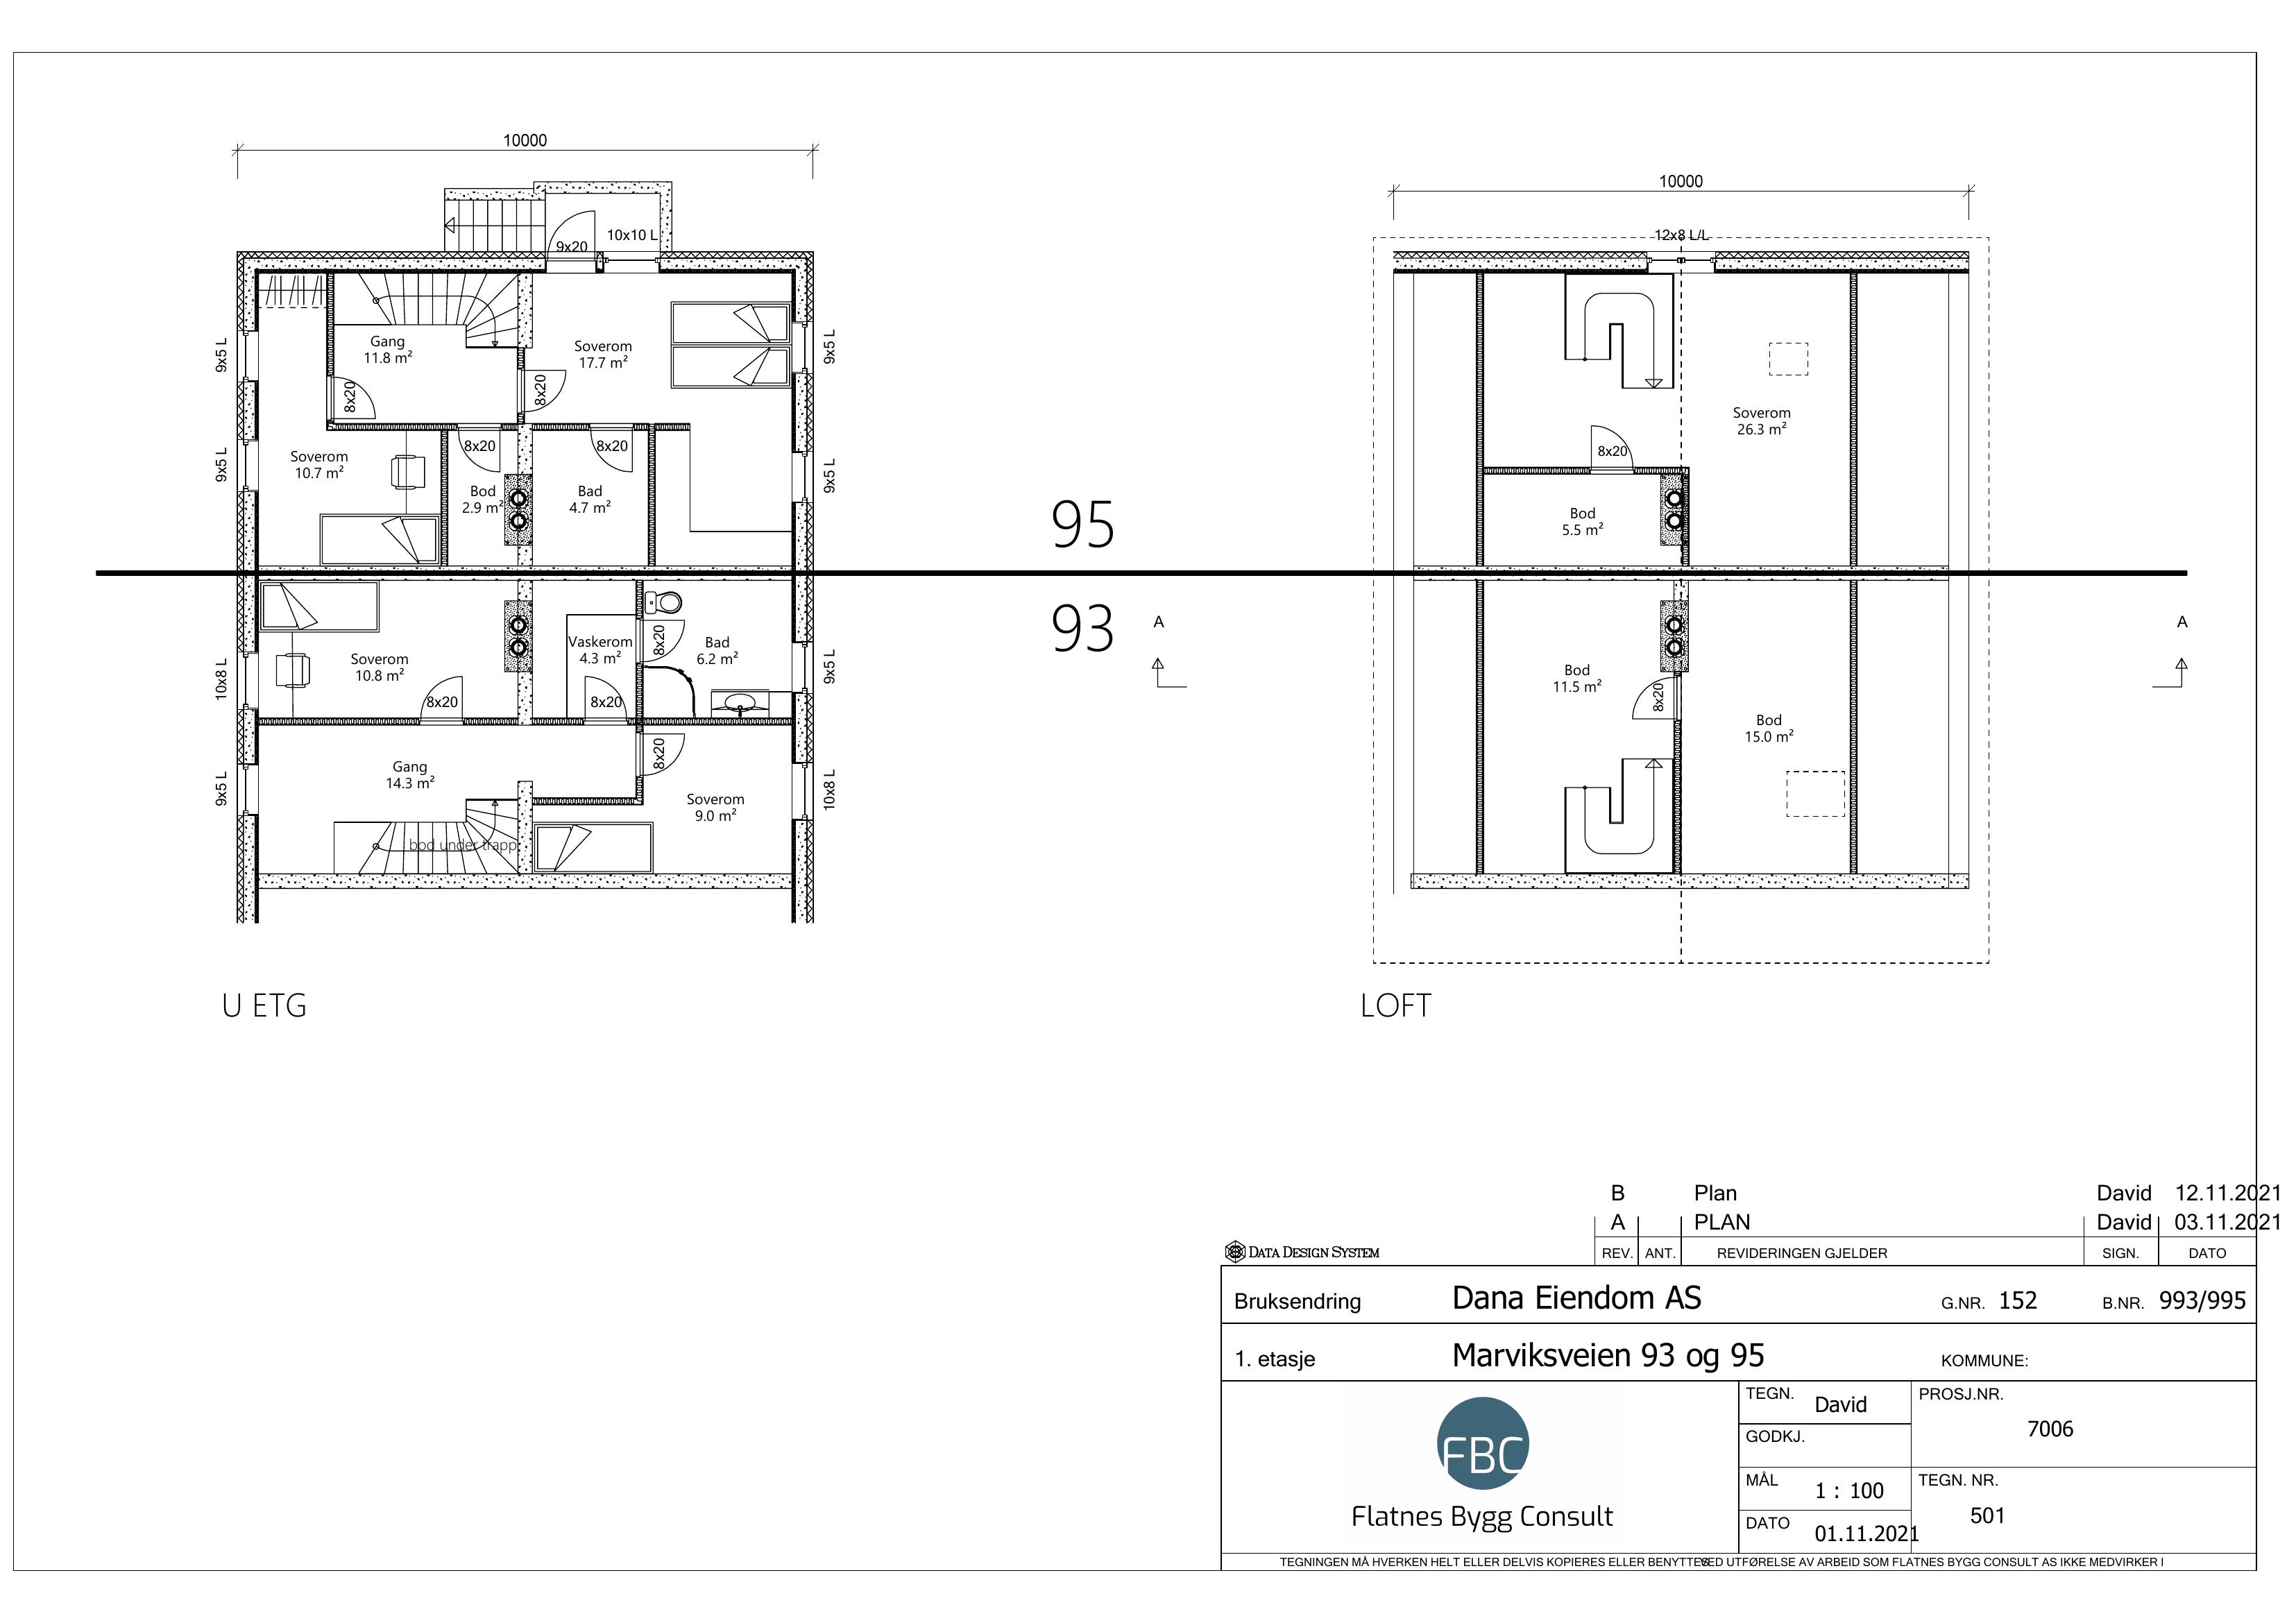 10000
10000
9x20
10x10 L
12x8 L/L
9x5 L
Gang
11.8 m²
8x20
8x20
Soverom
17.7 m²
9x5 L
9x5 L
Soverom
10.7 m²
8x20
Bod
2.9 m²
8x20
Bad
4.7 m²
9x5 L
Soverom
26.3 m²
8x20
Bod
5.5 m²
95
93
A
A
10x8 L
Soverom
10.8 m²
8x20
Vaskerom
4.3 m²
8x20
8x20
Bad
6.2 m²
9x5 L
Bod
11.5 m²
8x20
Bod
15.0 m²
9x5 L
Gang
14.3 m²
bod under trapp
8x20
Soverom
9.0 m²
10x8 L
U ETG
LOFT
B Plan David 12.11.2021
A PLAN David 03.11.2021
DATA DESIGN SYSTEM
REV. ANT. REVIDERINGEN GJELDER SIGN. DATO
Bruksendring Dana Eiendom AS G.NR. 152 B.NR. 993/995
1. etasje Marviksveien 93 og 95 KOMMUNE:
FBC
Flatnes Bygg Consult
TEGN. David
GODKJ.
MÅL 1 : 100
DATO 01.11.2021
PROSJ.NR.
7006
TEGN. NR.
501
TEGNINGEN MÅ HVERKEN HELT ELLER DELVIS KOPIERES ELLER BENYTTES VED UTFØRELSE AV ARBEID SOM FLATNES BYGG CONSULT AS IKKE MEDVIRKER I